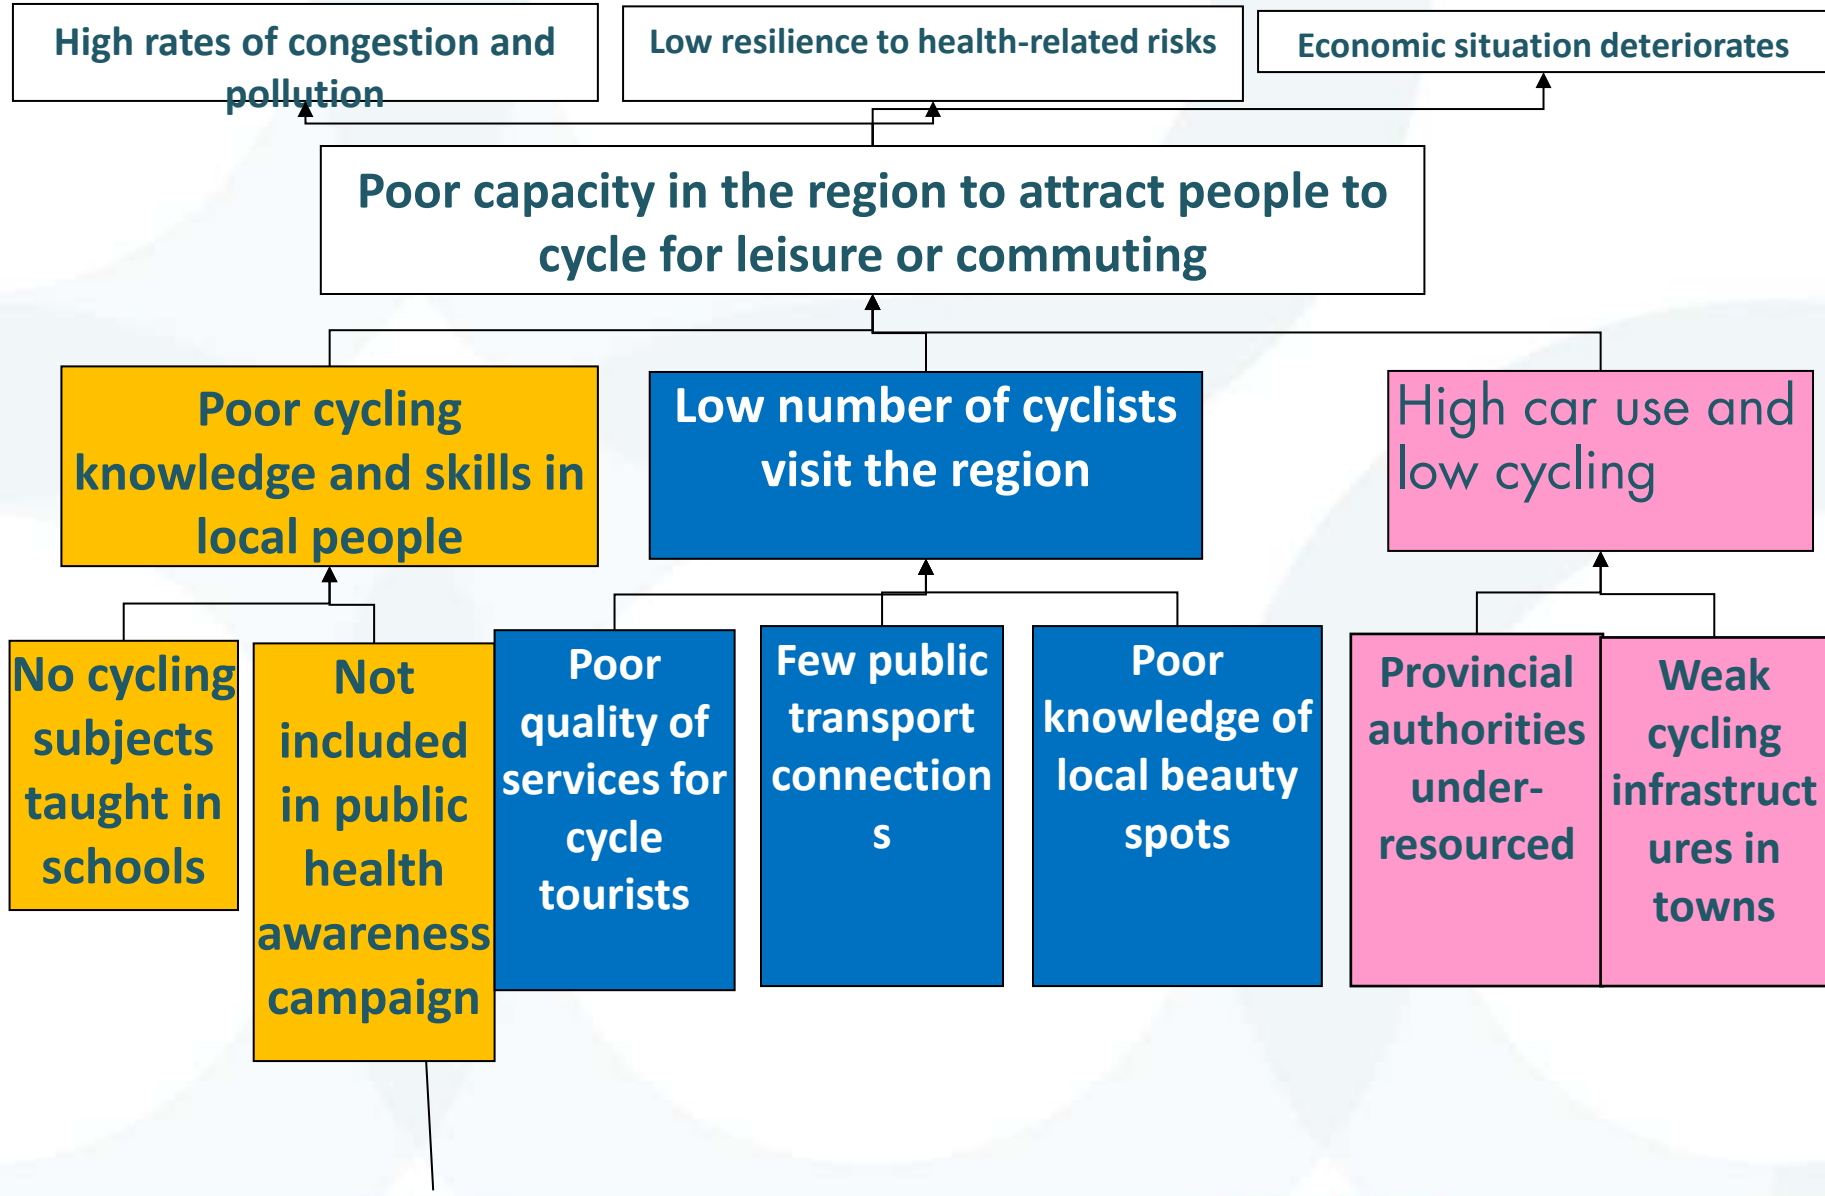 High rates of congestion and
pollution
Low resilience to health-related risks
Economic situation deteriorates
Poor capacity in the region to attract people to
cycle for leisure or commuting
Poor cycling
knowledge and skills in
local people
Low number of cyclists
visit the region
High car use and
low cycling
No cycling
subjects
taught in
schools
Not
included
in public
health
awareness
campaign
Poor
quality of
services for
cycle
tourists
Few public
transport
connection
s
Poor
knowledge of
local beauty
spots
Provincial
authorities
under-
resourced
Weak
cycling
infrastruct
ures in
towns